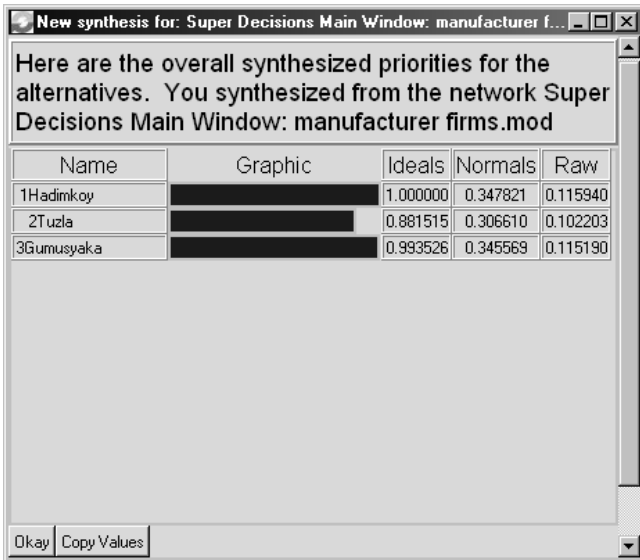 New synthesis for: Super Decisions Main Window: manufacturer f...
Here are the overall synthesized priorities for the
alternatives. You synthesized from the network Super
Decisions Main Window: manufacturer firms.mod
Name Graphic Ideals Normals Raw
1Hadimkoy 1.000000 0.347821 0.115940
2Tuzla 0.881515 0.306610 0.102203
3Gumusyaka 0.993526 0.345569 0.115190
Okay Copy Values